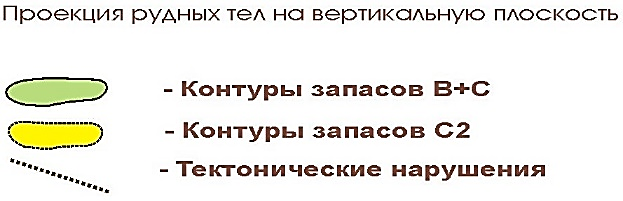 Проекция рудных тел на вертикальную плоскость
- Контуры запасов В+С
- Контуры запасов С2
- Тектонические нарушения